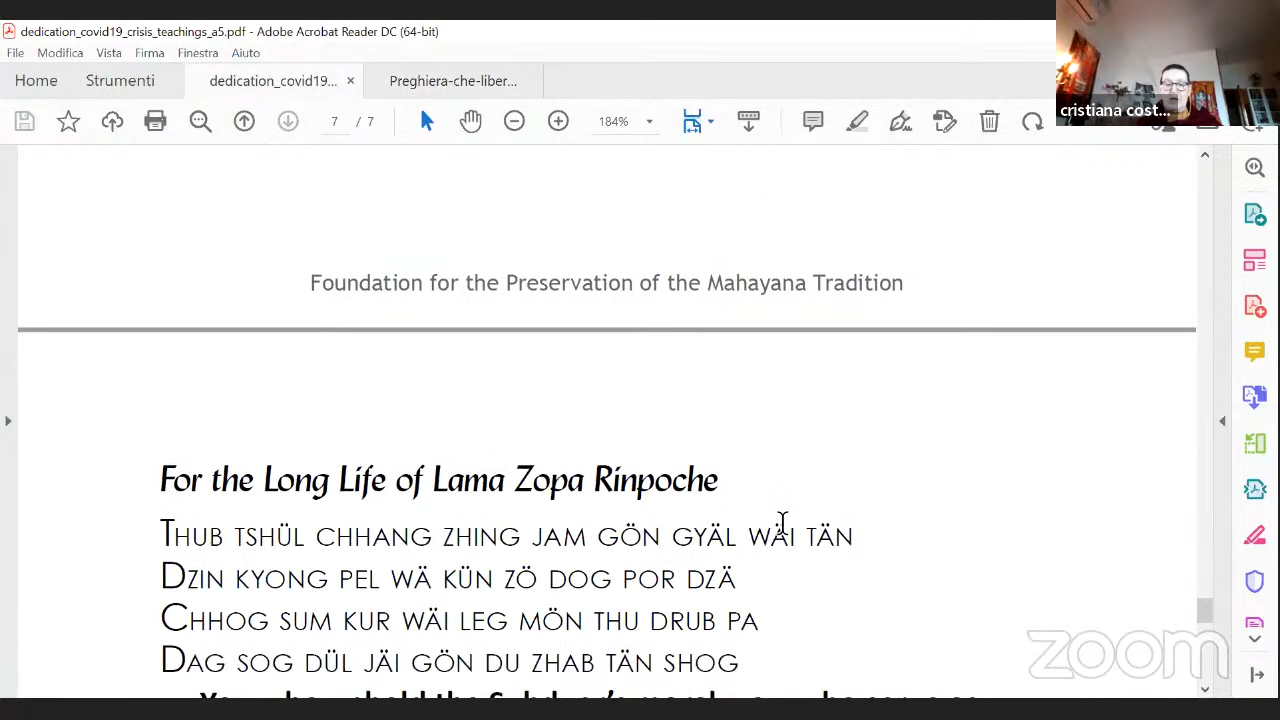 dedication_covid19_crisis_teachings_a5.pdf - Adobe Acrobat Reader DC (64-bit)
File Modifica Vista Firma Finestra Aiuto
Home Strumenti dedication_covid19... × Preghiera-che-liber...
7 / 7 184%
cristiana cost...
Foundation for the Preservation of the Mahayana Tradition
For the Long Life of Lama Zopa Rinpoche
THUB TSHÜL CHHANG ZHING JAM GÖN GYÄL WÄI TÄN
DZIN KYONG PEL WÄ KÜN ZÖ DOG POR DZÄ
CHHOG SUM KUR WÄI LEG MÖN THU DRUB PA
DAG SOG DÜL JÄI GÖN DU ZHAB TÄN SHOG
zoom